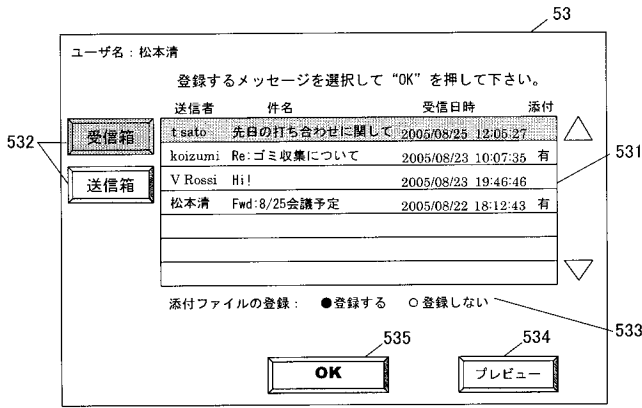 53
ユーザ名：松本清
登録するメッセージを選択して“OK”を押して下さい。
送信者 件名 受信日時 添付
532 受信箱 t sato 先日の打ち合わせに関して 2005/08/25 12:05:27
koizumi Re:ゴミ収集について 2005/08/23 10:07:35 有 531
送信箱 V Rossi Hi! 2005/08/23 19:46:46
松本清 Fwd:8/25会議予定 2005/08/22 18:12:43 有
添付ファイルの登録： ●登録する ○登録しない 533
535 534
OK プレビュー